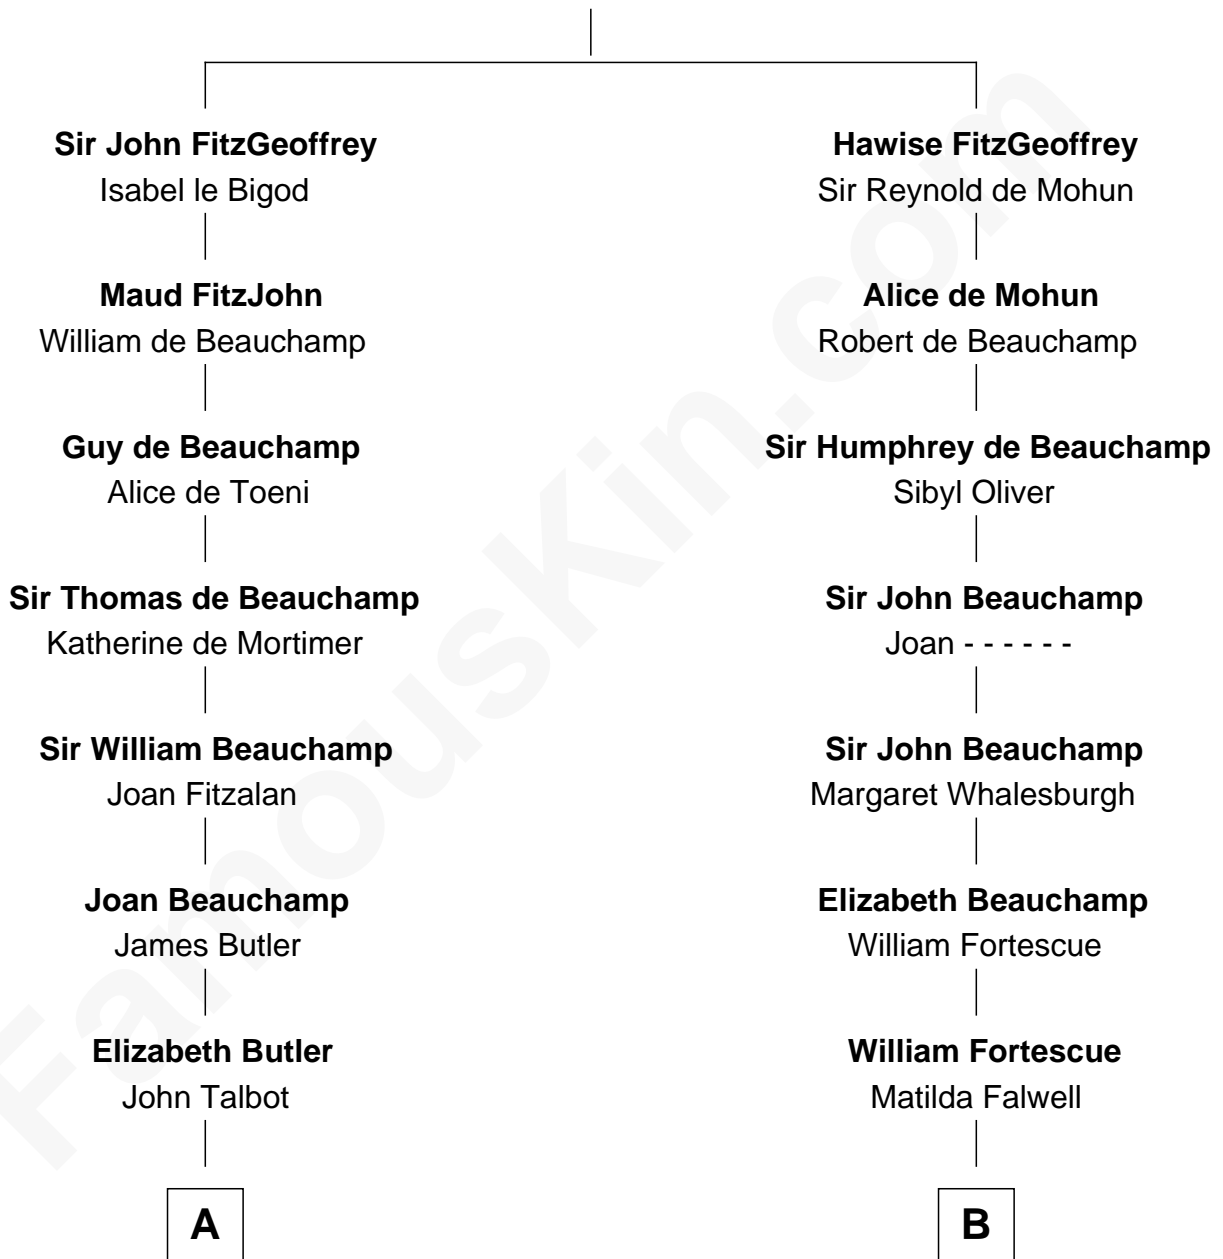 Sir John FitzGeoffrey
Isabel le Bigod
Maud FitzJohn
William de Beauchamp
Guy de Beauchamp
Alice de Toeni
Sir Thomas de Beauchamp
Katherine de Mortimer
Sir William Beauchamp
Joan Fitzalan
Joan Beauchamp
James Butler
Elizabeth Butler
John Talbot
A
Hawise FitzGeoffrey
Sir Reynold de Mohun
Alice de Mohun
Robert de Beauchamp
Sir Humphrey de Beauchamp
Sibyl Oliver
Sir John Beauchamp
Joan - - - - - -
Sir John Beauchamp
Margaret Whalesburgh
Elizabeth Beauchamp
William Fortescue
William Fortescue
Matilda Falwell
B
FamousKin.com